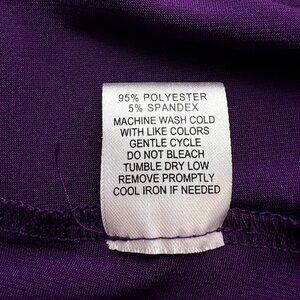 95% POLYESTER
5% SPANDEX
MACHINE WASH COLD
WITH LIKE COLORS
GENTLE CYCLE
DO NOT BLEACH
TUMBLE DRY LOW
REMOVE PROMPTLY
COOL IRON IF NEEDED